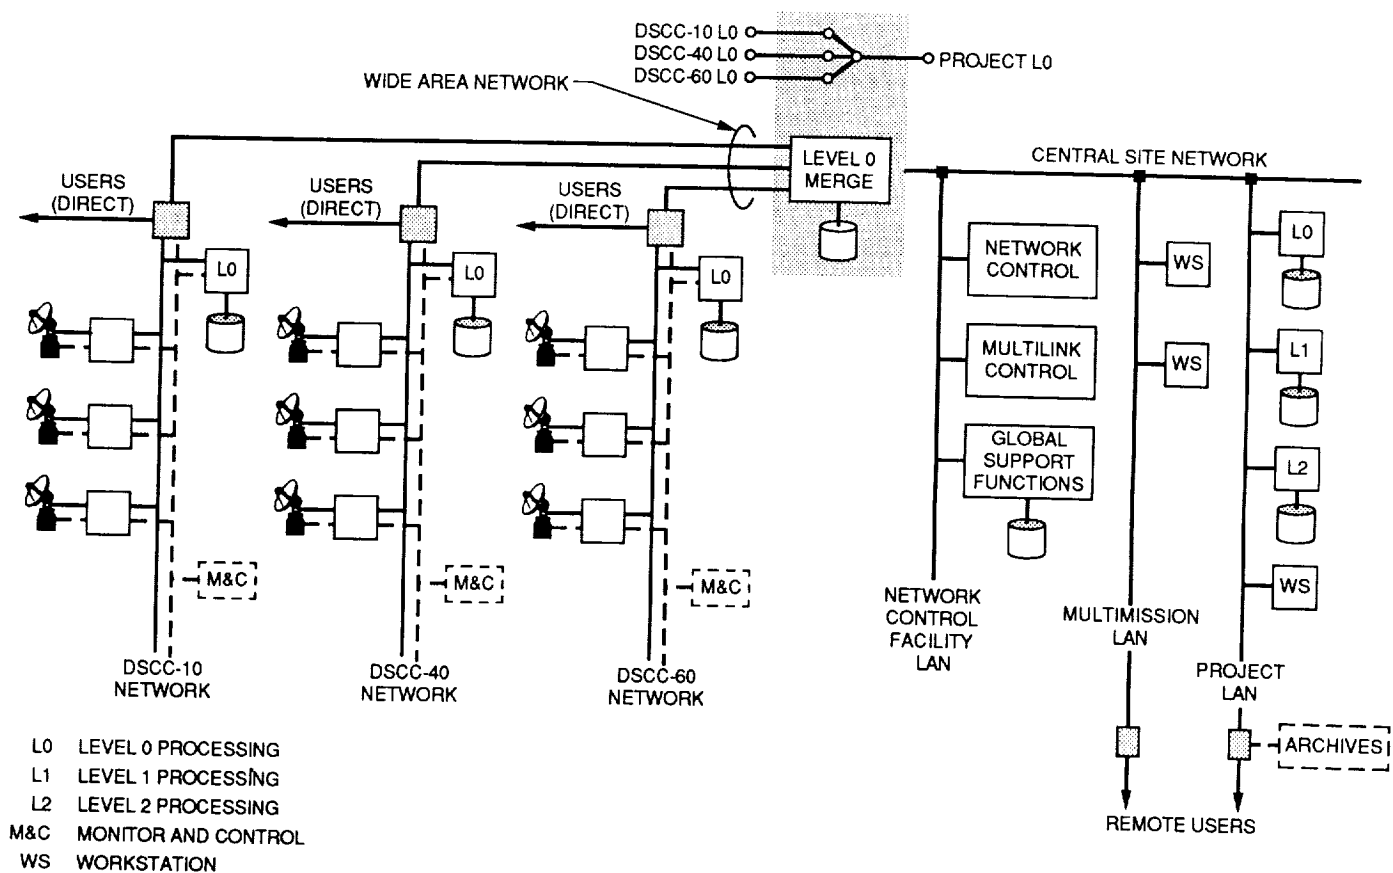 DSCC-10 L0
DSCC-40 L0
DSCC-60 L0
PROJECT L0
WIDE AREA NETWORK
LEVEL 0
MERGE
CENTRAL SITE NETWORK
USERS
(DIRECT)
USERS
(DIRECT)
USERS
(DIRECT)
L0
L0
L0
NETWORK
CONTROL
MULTILINK
CONTROL
GLOBAL
SUPPORT
FUNCTIONS
WS
WS
L0
L1
L2
WS
M&C
M&C
M&C
DSCC-10
NETWORK
DSCC-40
NETWORK
DSCC-60
NETWORK
NETWORK
CONTROL
FACILITY
LAN
MULTIMISSION
LAN
PROJECT
LAN
ARCHIVES
REMOTE USERS
L0 LEVEL 0 PROCESSING
L1 LEVEL 1 PROCESSING
L2 LEVEL 2 PROCESSING
M&C MONITOR AND CONTROL
WS WORKSTATION